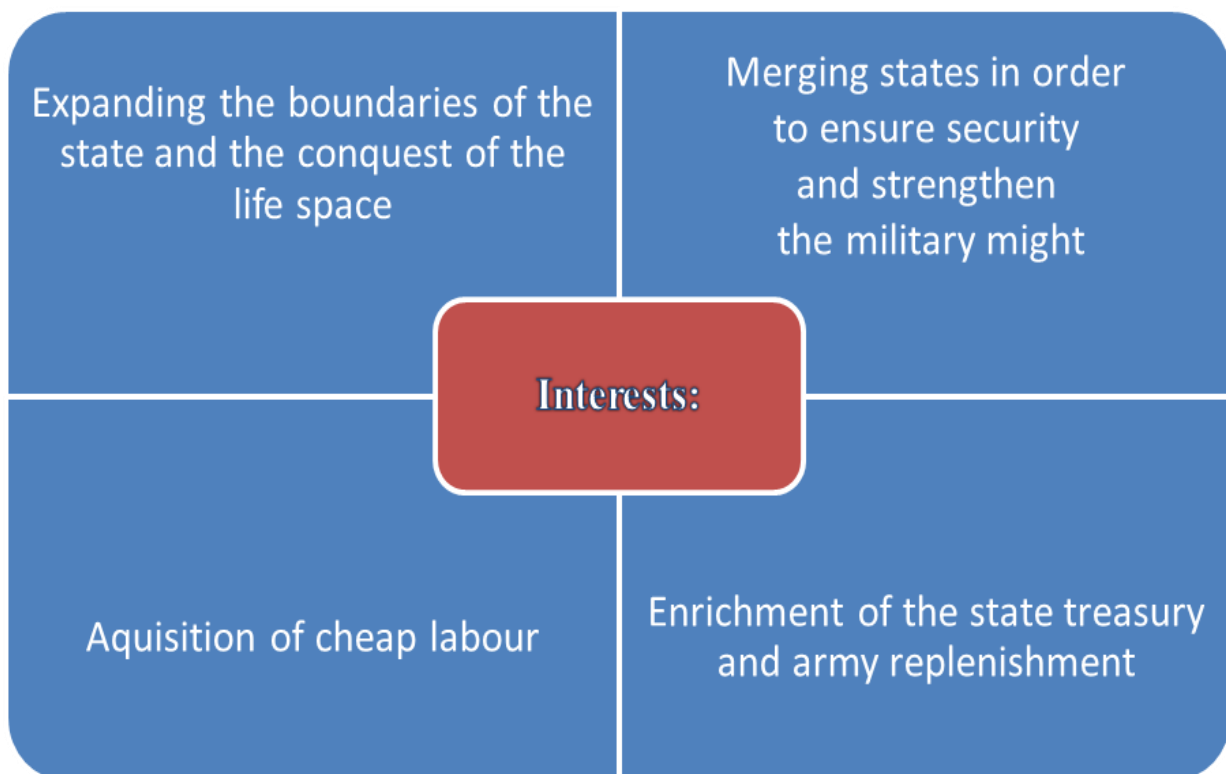 Expanding the boundaries of the
state and the conquest of the
life space
Merging states in order
to ensure security
and strengthen
the military might
Interests:
Aquisition of cheap labour
Enrichment of the state treasury
and army replenishment